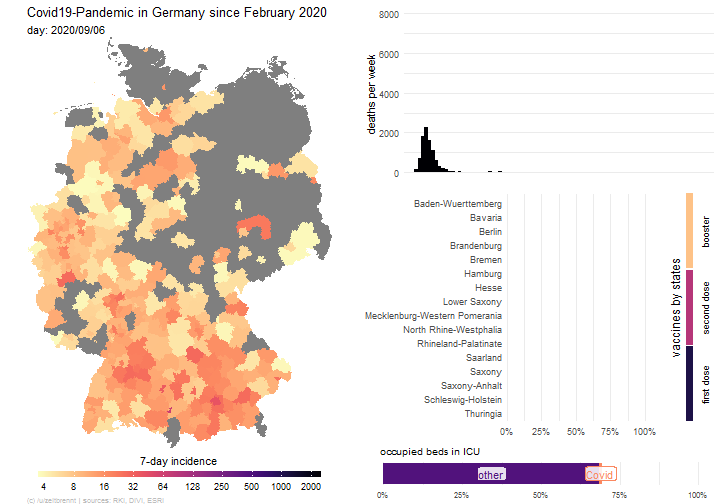 Covid19-Pandemic in Germany since February 2020
day: 2020/09/06
deaths per week
8000
6000
4000
2000
0
Baden-Wuerttemberg
Bavaria
Berlin
Brandenburg
Bremen
Hamburg
Hesse
Lower Saxony
Mecklenburg-Western Pomerania
North Rhine-Westphalia
Rhineland-Palatinate
Saarland
Saxony
Saxony-Anhalt
Schleswig-Holstein
Thuringia
0% 25% 50% 75% 100%
vaccines by states
booster
second dose
first dose
7-day incidence
4 8 16 32 64 128 250 500 1000 2000
(c) /u/zeitbrennt | sources: RKI, DIVI, ESRI
occupied beds in ICU
other
Covid
0% 25% 50% 75% 100%